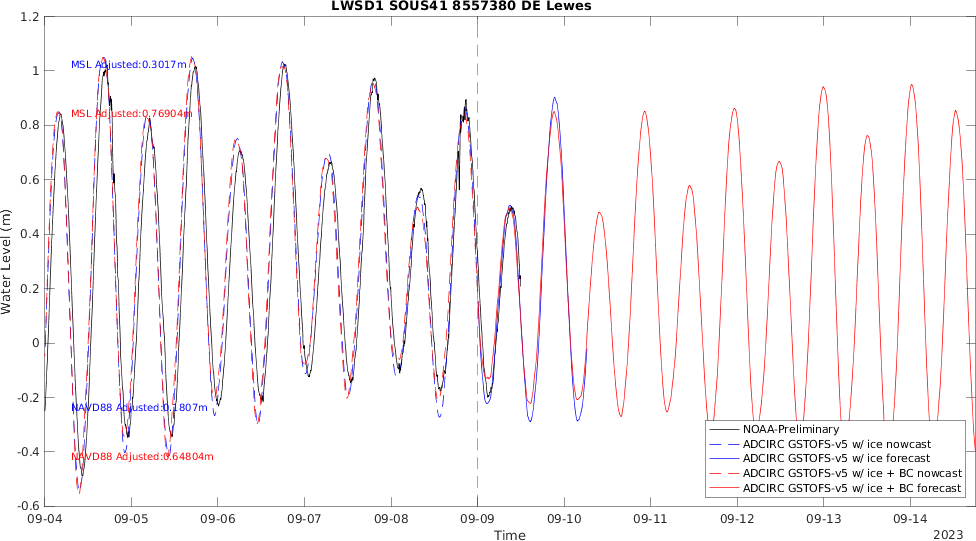 LWSD1 SOUS41 8557380 DE Lewes
1.2
1
0.8
0.6
0.4
0.2
0
-0.2
-0.4
-0.6
Water Level (m)
MSL Adjusted:0.3017m
MSL Adjusted:0.76904m
NAVD88 Adjusted:0.1807m
NAVD88 Adjusted:0.64804m
NOAA-Preliminary
ADCIRC GSTOFS-v5 w/ ice nowcast
ADCIRC GSTOFS-v5 w/ ice forecast
ADCIRC GSTOFS-v5 w/ ice + BC nowcast
ADCIRC GSTOFS-v5 w/ ice + BC forecast
09-04 09-05 09-06 09-07 09-08 09-09 09-10 09-11 09-12 09-13 09-14
Time
2023